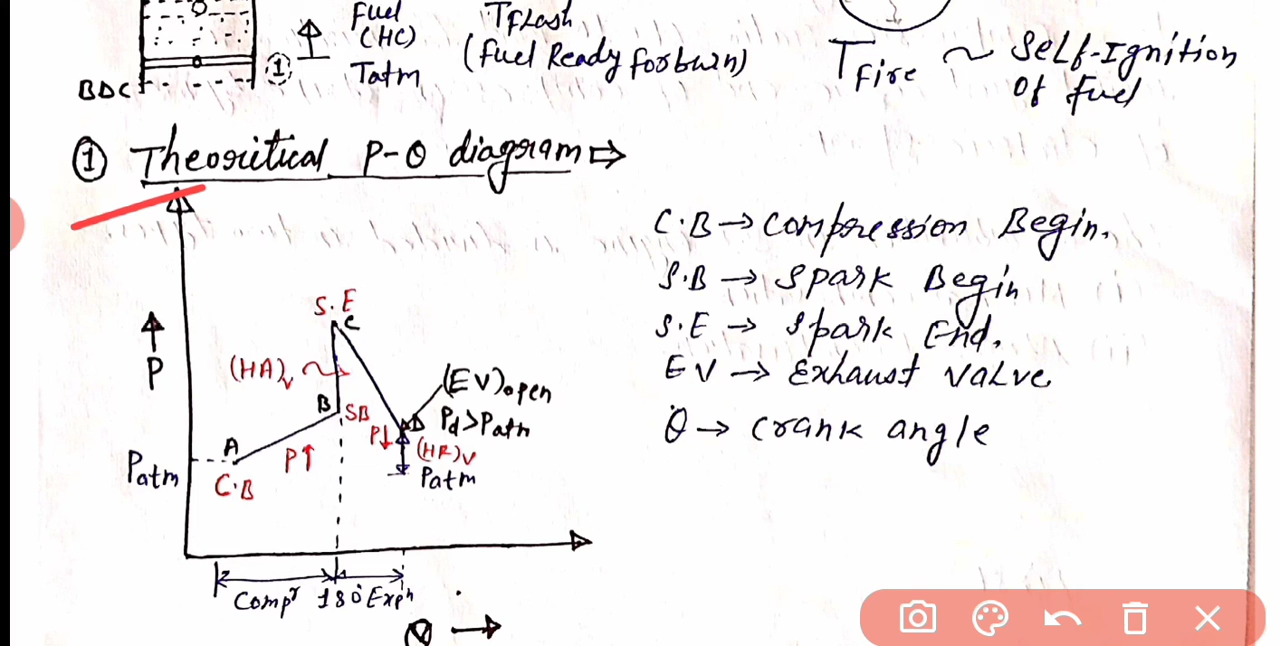 Fuel
(HC)
Tatm
TFlash
(Fuel Ready for burn)
BDC
①
TFire ~ Self-Ignition
Of fuel
① Theoritical P-θ diagram ⇒
C.B → Compression Begin.
S.B → Spark Begin
S.E → Spark End.
EV → Exhaust Valve
θ → Crank angle
P
S.E
C
(HA)v
B
SB
(EV)open
Pd>Patm
A
Patm
P↑
P↓
(HR)v
C.B
Patm
Compr 180° Expn
θ →